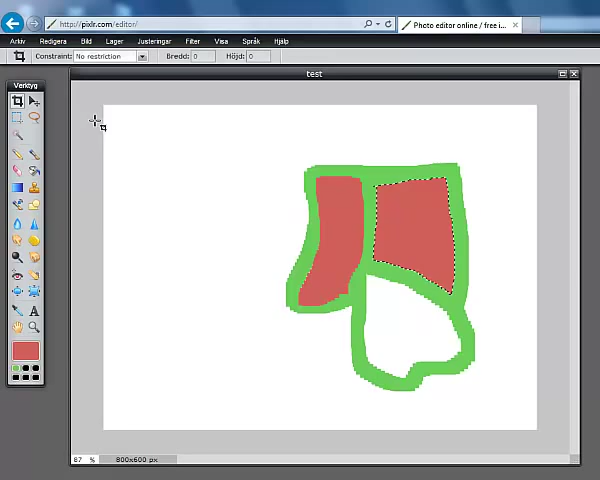 http://pixlr.com/editor/
Photo editor online / free i...
Arkiv Redigera Bild Lager Justeringar Filter Visa Språk Hjälp
Constraint: No restriction Bredd: 0 Höjd: 0
test
Verktyg
A
87 % 800x600 px